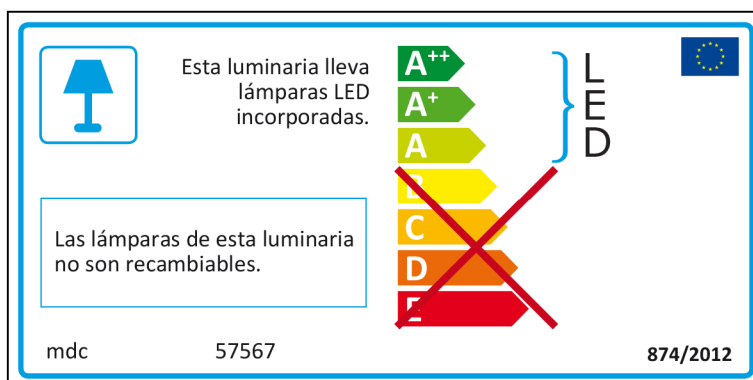 Esta luminaria lleva
lámparas LED
incorporadas.
A++
A+
A
B
C
D
E
L
E
D
Las lámparas de esta luminaria
no son recambiables.
mdc 57567
874/2012